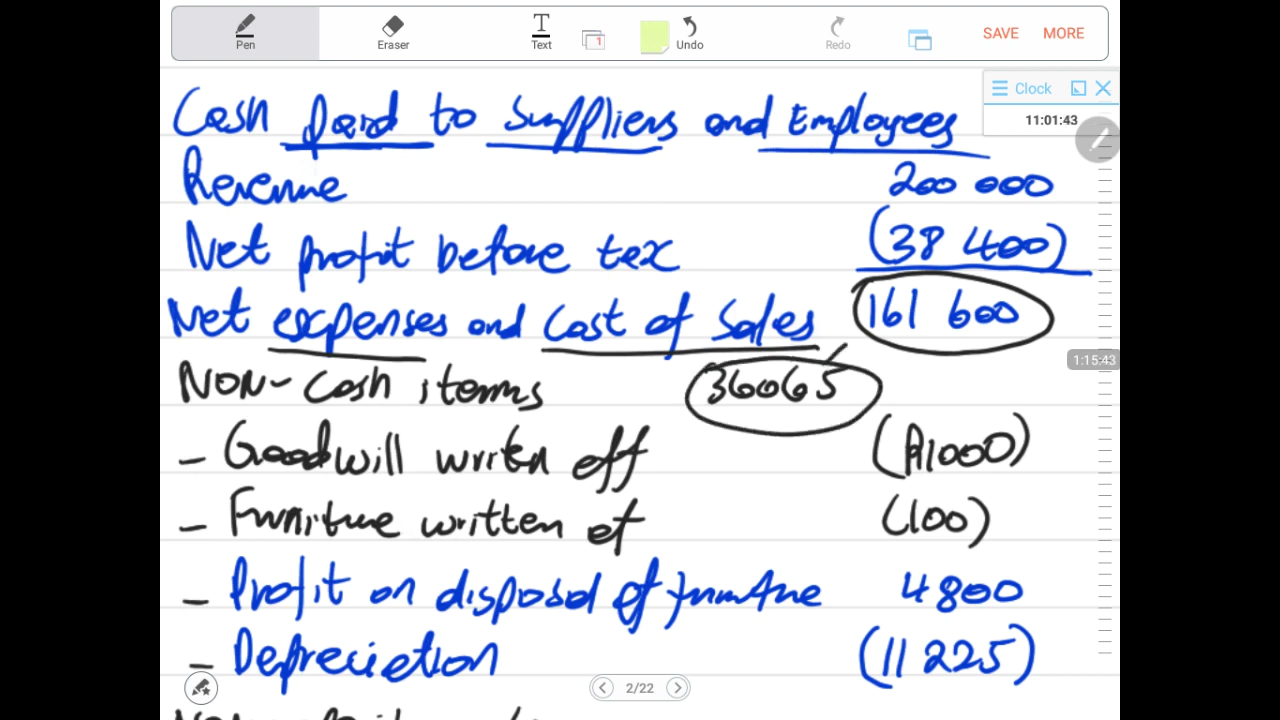 Pen Eraser Text 1 Undo Redo SAVE MORE
Clock
11:01:43
Cash paid to Suppliers and Employees
Revenue 200 000
Net profit before tax (38 400)
Net expenses and Cost of Sales 161 600
1:15:43
NON-Cash items 36065
- Goodwill written off (R1000)
- Furniture written of (100)
- Profit on disposal of furniture 4800
- Depreciation (11 225)
2/22